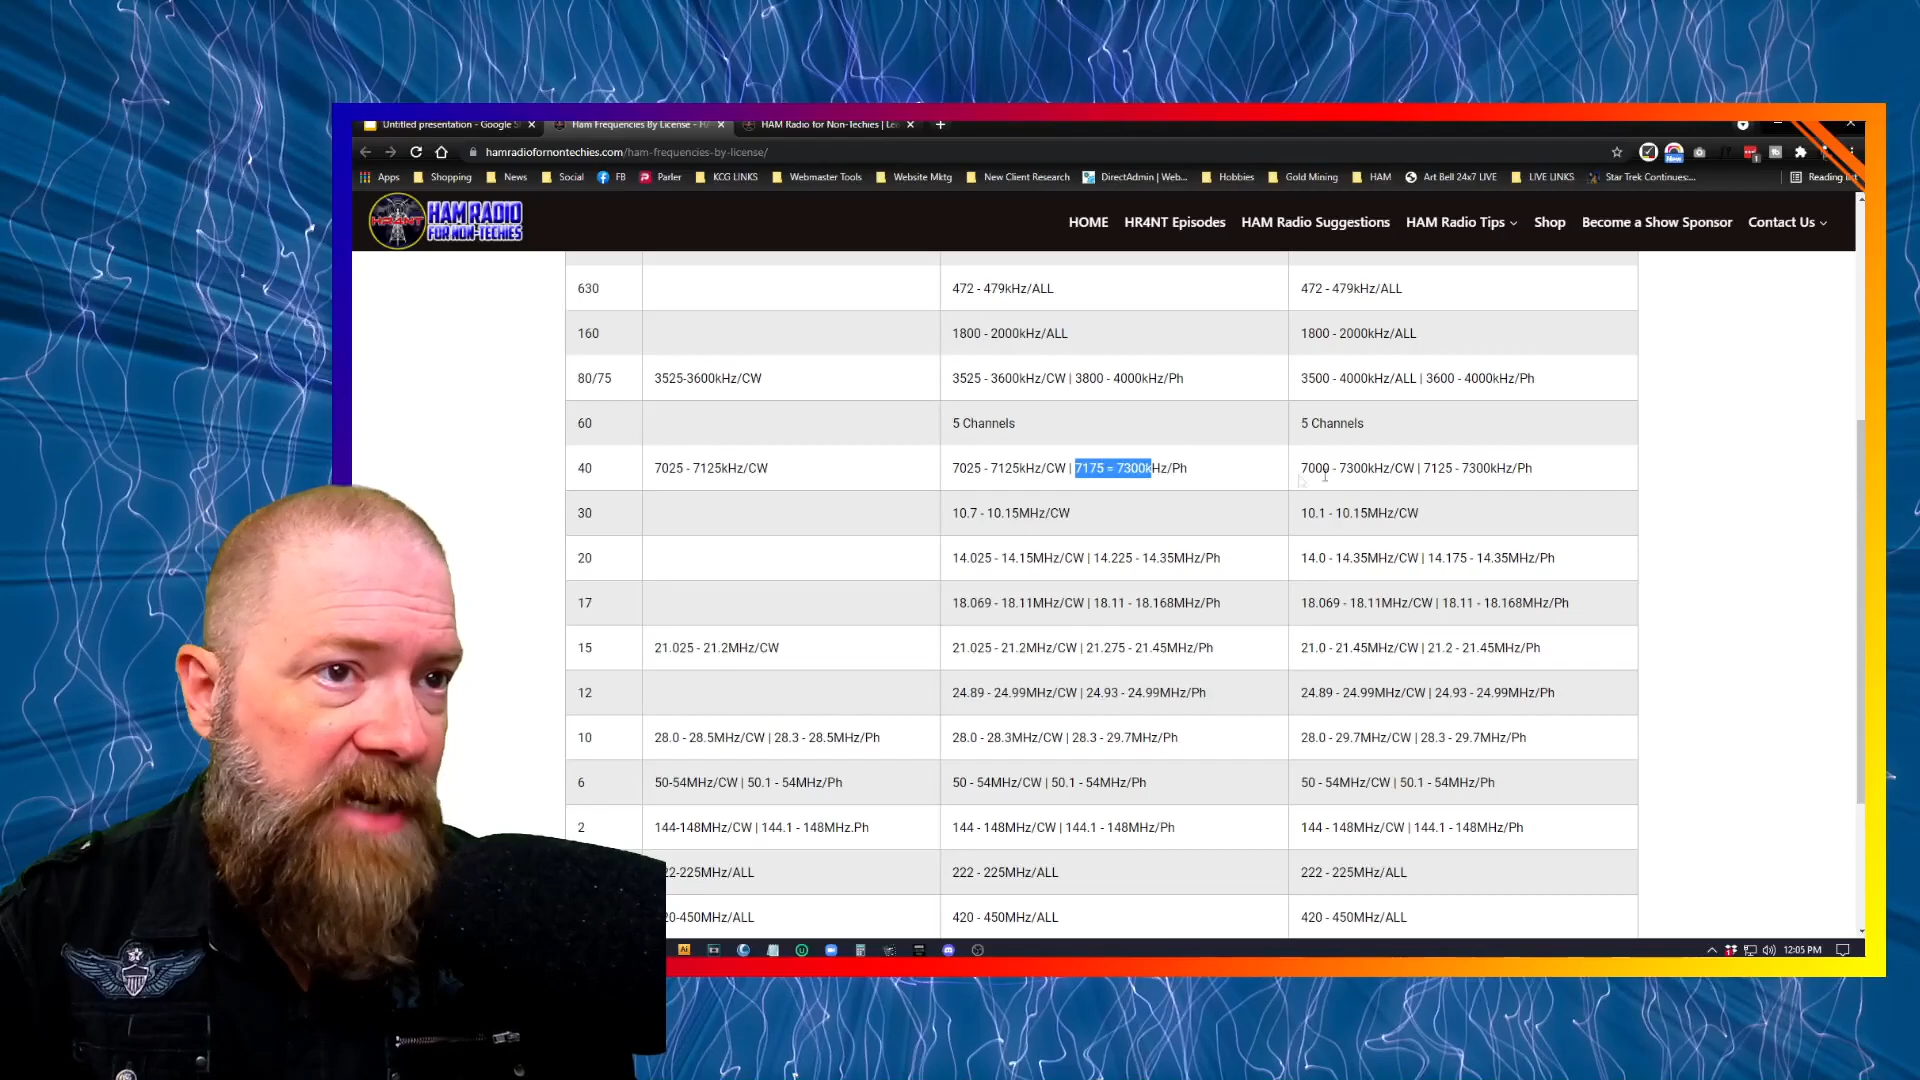 Untitled presentation - Google S
Ham Frequencies By License - H
HAM Radio for Non-Techies | Le
hamradiofornontechies.com/ham-frequencies-by-license/
New
Apps Shopping News Social FB Parler KCG LINKS Webmaster Tools Website Mktg New Client Research DirectAdmin | Web... Hobbies Gold Mining HAM Art Bell 24x7 LIVE LIVE LINKS Star Trek Continues:... Reading list
HR4NT HAM RADIO
FOR NON-TECHIES
HOME HR4NT Episodes HAM Radio Suggestions HAM Radio Tips Shop Become a Show Sponsor Contact Us
630 472 - 479kHz/ALL 472 - 479kHz/ALL
160 1800 - 2000kHz/ALL 1800 - 2000kHz/ALL
80/75 3525-3600kHz/CW 3525 - 3600kHz/CW | 3800 - 4000kHz/Ph 3500 - 4000kHz/ALL | 3600 - 4000kHz/Ph
60 5 Channels 5 Channels
40 7025 - 7125kHz/CW 7025 - 7125kHz/CW | 7175 = 7300kHz/Ph 7000 - 7300kHz/CW | 7125 - 7300kHz/Ph
30 10.7 - 10.15MHz/CW 10.1 - 10.15MHz/CW
20 14.025 - 14.15MHz/CW | 14.225 - 14.35MHz/Ph 14.0 - 14.35MHz/CW | 14.175 - 14.35MHz/Ph
17 18.069 - 18.11MHz/CW | 18.11 - 18.168MHz/Ph 18.069 - 18.11MHz/CW | 18.11 - 18.168MHz/Ph
15 21.025 - 21.2MHz/CW 21.025 - 21.2MHz/CW | 21.275 - 21.45MHz/Ph 21.0 - 21.45MHz/CW | 21.2 - 21.45MHz/Ph
12 24.89 - 24.99MHz/CW | 24.93 - 24.99MHz/Ph 24.89 - 24.99MHz/CW | 24.93 - 24.99MHz/Ph
10 28.0 - 28.5MHz/CW | 28.3 - 28.5MHz/Ph 28.0 - 28.3MHz/CW | 28.3 - 29.7MHz/Ph 28.0 - 29.7MHz/CW | 28.3 - 29.7MHz/Ph
6 50-54MHz/CW | 50.1 - 54MHz/Ph 50 - 54MHz/CW | 50.1 - 54MHz/Ph 50 - 54MHz/CW | 50.1 - 54MHz/Ph
2 144-148MHz/CW | 144.1 - 148MHz.Ph 144 - 148MHz/CW | 144.1 - 148MHz/Ph 144 - 148MHz/CW | 144.1 - 148MHz/Ph
22-225MHz/ALL 222 - 225MHz/ALL 222 - 225MHz/ALL
20-450MHz/ALL 420 - 450MHz/ALL 420 - 450MHz/ALL
Ai 12:05 PM